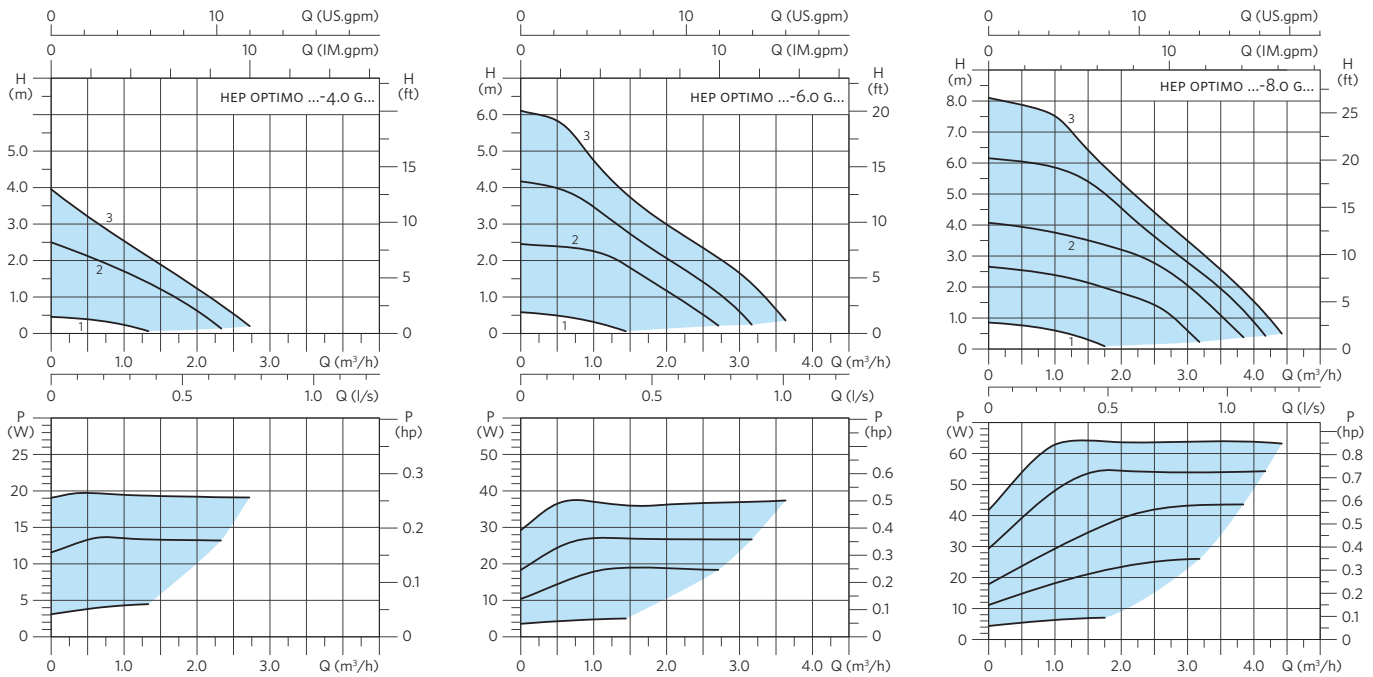 0 10 Q (US.gpm)
0 10 Q (IM.gpm)
H (m) H (ft)
HEP OPTIMO ...-4.0 G...
5.0 15
4.0
3.0 3 10
2.0 2 5
1.0 1
0 0
0 1.0 2.0 3.0 Q (m³/h)
0 0.5 1.0 Q (l/s)
P (W) P (hp)
25
20 0.3
15 0.2
10 0.1
5
0 0
0 1.0 2.0 3.0 Q (m³/h)
0 10 Q (US.gpm)
0 10 Q (IM.gpm)
H (m) H (ft)
HEP OPTIMO ...-6.0 G...
6.0 20
5.0 3 15
4.0
3.0 10
2.0 2 5
1.0 1
0 0
0 1.0 2.0 3.0 4.0 Q (m³/h)
0 0.5 1.0 Q (l/s)
P (W) P (hp)
50 0.6
40 0.5
30 0.4
0.3
20 0.2
10 0.1
0 0
0 1.0 2.0 3.0 4.0 Q (m³/h)
0 10 Q (US.gpm)
0 10 Q (IM.gpm)
H (m) H (ft)
HEP OPTIMO ...-8.0 G...
8.0 25
7.0 3
6.0 20
5.0 15
4.0
3.0 2 10
2.0 5
1.0 1
0 0
0 1.0 2.0 3.0 4.0 Q (m³/h)
0 0.5 1.0 Q (l/s)
P (W) P (hp)
60 0.8
50 0.7
0.6
40 0.5
30 0.4
20 0.3
0.2
10 0.1
0 0
0 1.0 2.0 3.0 4.0 Q (m³/h)